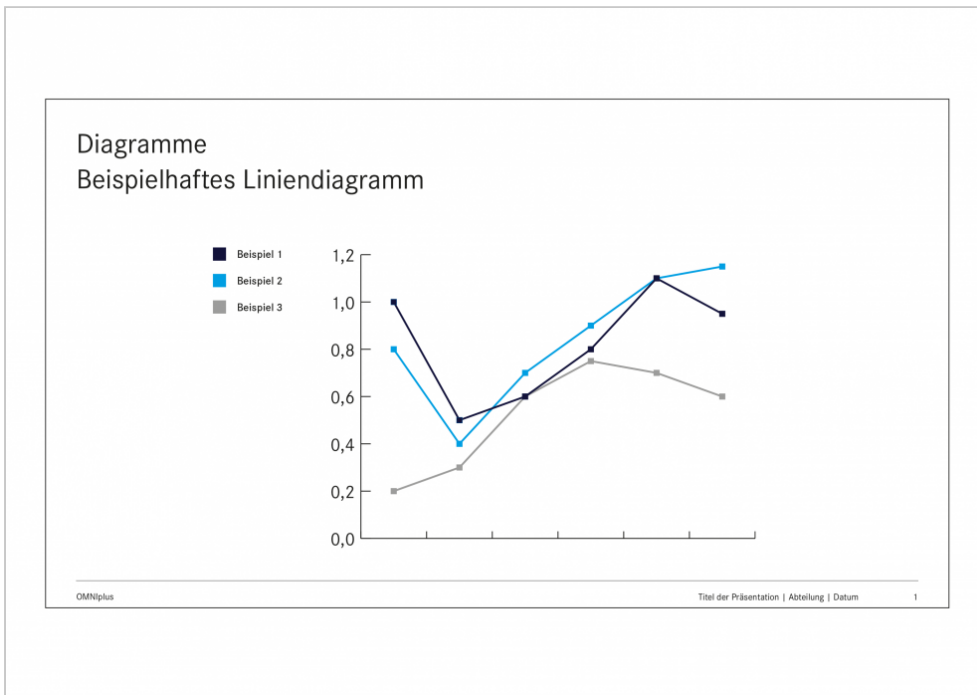 Diagramme
Beispielhaftes Liniendiagramm
Beispiel 1
Beispiel 2
Beispiel 3
1,2
1,0
0,8
0,6
0,4
0,2
0,0
OMNIplus
Titel der Präsentation | Abteilung | Datum
1